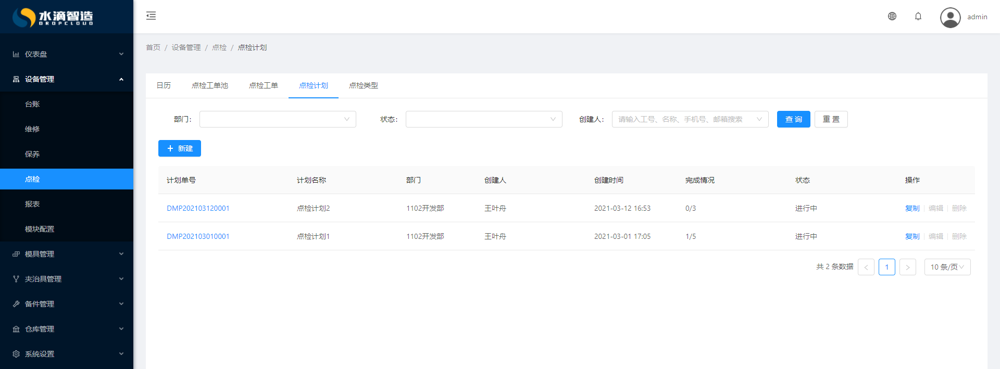 水滴智造
DROPCLOUD
admin
仪表盘
设备管理
台账
维修
保养
点检
报表
模块配置
模具管理
夹治具管理
备件管理
仓库管理
系统设置
首页 / 设备管理 / 点检 / 点检计划
日历 点检工单池 点检工单 点检计划 点检类型
部门: 状态: 创建人: 请输入工号、名称、手机号、邮箱搜索 查 询 重 置
+ 新建
计划单号 计划名称 部门 创建人 创建时间 完成情况 状态 操作
DMP202103120001 点检计划2 1102开发部 王叶舟 2021-03-12 16:53 0/3 进行中 复制 编辑 删除
DMP202103010001 点检计划1 1102开发部 王叶舟 2021-03-01 17:05 1/5 进行中 复制 编辑 删除
共 2 条数据 < 1 > 10 条/页